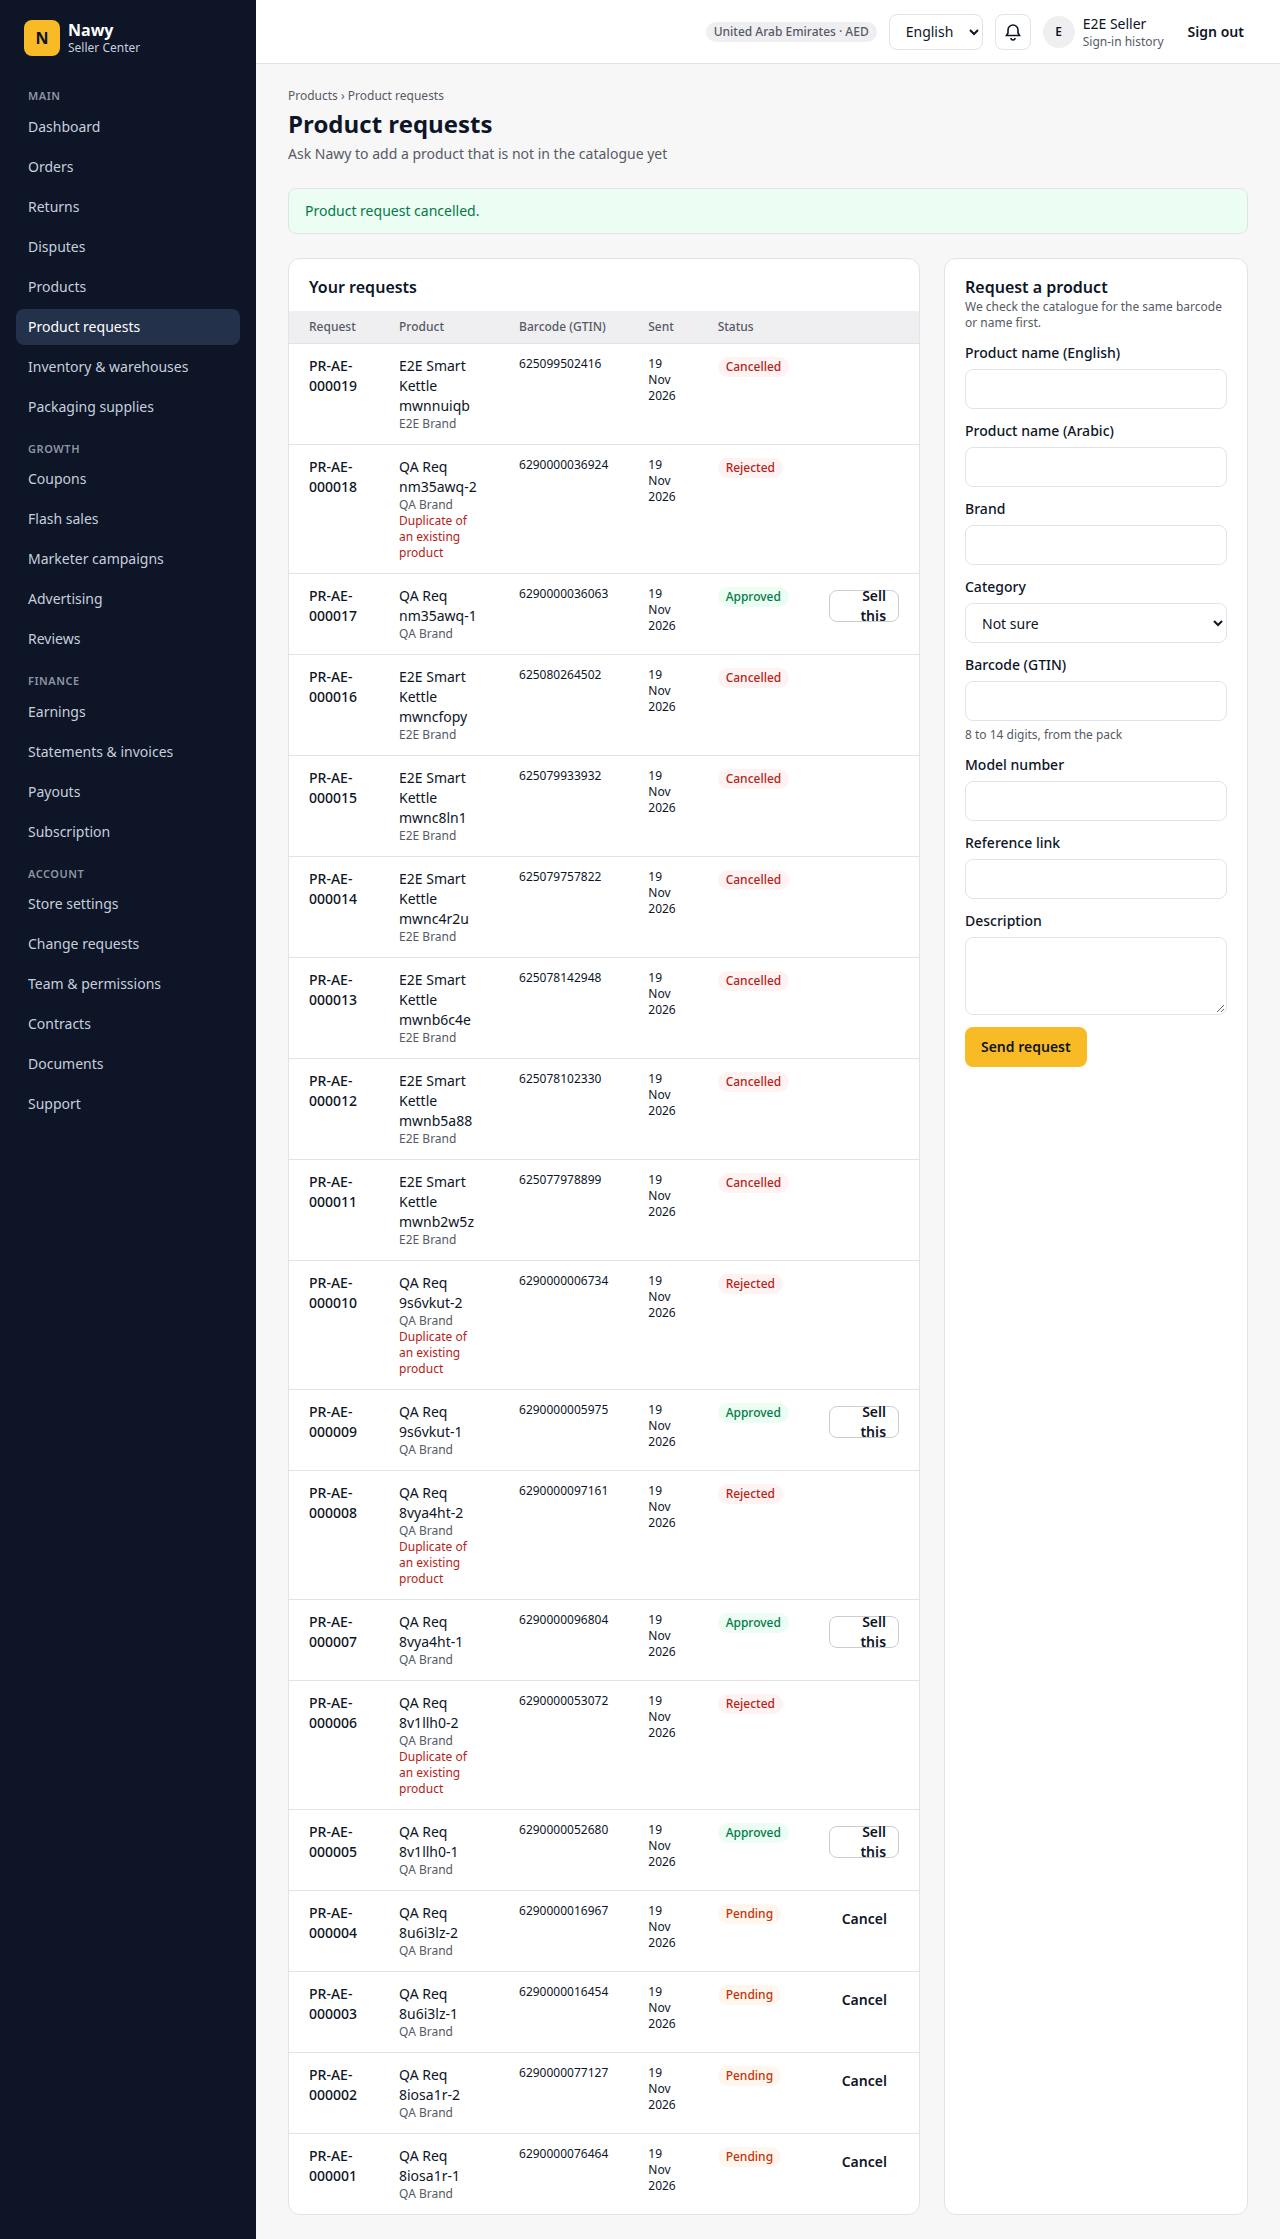 N
Nawy
Seller Center
MAIN
Dashboard
Orders
Returns
Disputes
Products
Product requests
Inventory & warehouses
Packaging supplies
GROWTH
Coupons
Flash sales
Marketer campaigns
Advertising
Reviews
FINANCE
Earnings
Statements & invoices
Payouts
Subscription
ACCOUNT
Store settings
Change requests
Team & permissions
Contracts
Documents
Support
United Arab Emirates · AED
English
E
E2E Seller
Sign-in history
Sign out
Products › Product requests
Product requests
Ask Nawy to add a product that is not in the catalogue yet
Product request cancelled.
Your requests
Request Product Barcode (GTIN) Sent Status
PR-AE-
000019
E2E Smart
Kettle
mwnnuiqb
E2E Brand
625099502416
19
Nov
2026
Cancelled
PR-AE-
000018
QA Req
nm35awq-2
QA Brand
Duplicate of
an existing
product
6290000036924
19
Nov
2026
Rejected
PR-AE-
000017
QA Req
nm35awq-1
QA Brand
6290000036063
19
Nov
2026
Approved
Sell
this
PR-AE-
000016
E2E Smart
Kettle
mwncfopy
E2E Brand
625080264502
19
Nov
2026
Cancelled
PR-AE-
000015
E2E Smart
Kettle
mwnc8ln1
E2E Brand
625079933932
19
Nov
2026
Cancelled
PR-AE-
000014
E2E Smart
Kettle
mwnc4r2u
E2E Brand
625079757822
19
Nov
2026
Cancelled
PR-AE-
000013
E2E Smart
Kettle
mwnb6c4e
E2E Brand
625078142948
19
Nov
2026
Cancelled
PR-AE-
000012
E2E Smart
Kettle
mwnb5a88
E2E Brand
625078102330
19
Nov
2026
Cancelled
PR-AE-
000011
E2E Smart
Kettle
mwnb2w5z
E2E Brand
625077978899
19
Nov
2026
Cancelled
PR-AE-
000010
QA Req
9s6vkut-2
QA Brand
Duplicate of
an existing
product
6290000006734
19
Nov
2026
Rejected
PR-AE-
000009
QA Req
9s6vkut-1
QA Brand
6290000005975
19
Nov
2026
Approved
Sell
this
PR-AE-
000008
QA Req
8vya4ht-2
QA Brand
Duplicate of
an existing
product
6290000097161
19
Nov
2026
Rejected
PR-AE-
000007
QA Req
8vya4ht-1
QA Brand
6290000096804
19
Nov
2026
Approved
Sell
this
PR-AE-
000006
QA Req
8v1llh0-2
QA Brand
Duplicate of
an existing
product
6290000053072
19
Nov
2026
Rejected
PR-AE-
000005
QA Req
8v1llh0-1
QA Brand
6290000052680
19
Nov
2026
Approved
Sell
this
PR-AE-
000004
QA Req
8u6i3lz-2
QA Brand
6290000016967
19
Nov
2026
Pending
Cancel
PR-AE-
000003
QA Req
8u6i3lz-1
QA Brand
6290000016454
19
Nov
2026
Pending
Cancel
PR-AE-
000002
QA Req
8iosa1r-2
QA Brand
6290000077127
19
Nov
2026
Pending
Cancel
PR-AE-
000001
QA Req
8iosa1r-1
QA Brand
6290000076464
19
Nov
2026
Pending
Cancel
Request a product
We check the catalogue for the same barcode
or name first.
Product name (English)
Product name (Arabic)
Brand
Category
Not sure
Barcode (GTIN)
8 to 14 digits, from the pack
Model number
Reference link
Description
Send request